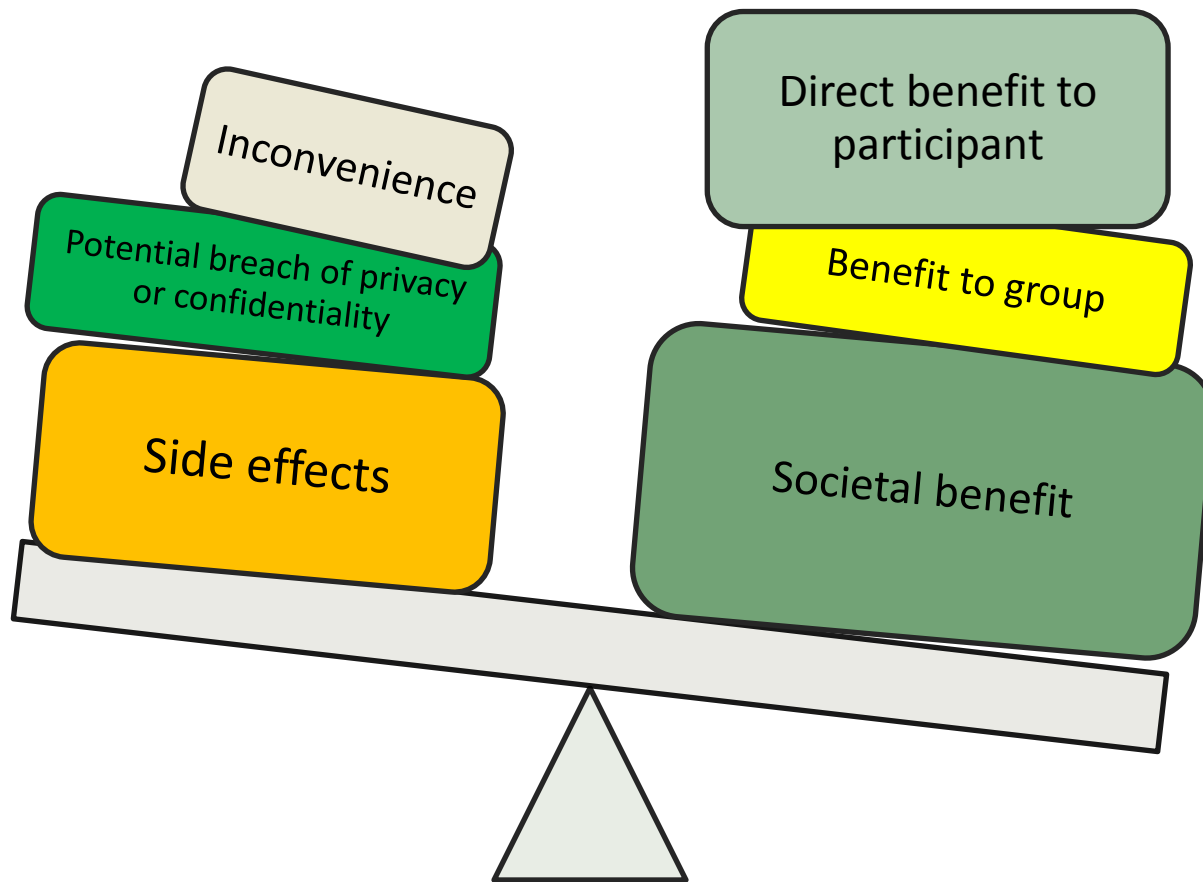 Inconvenience
Potential breach of privacy
or confidentiality
Side effects
Direct benefit to
participant
Benefit to group
Societal benefit